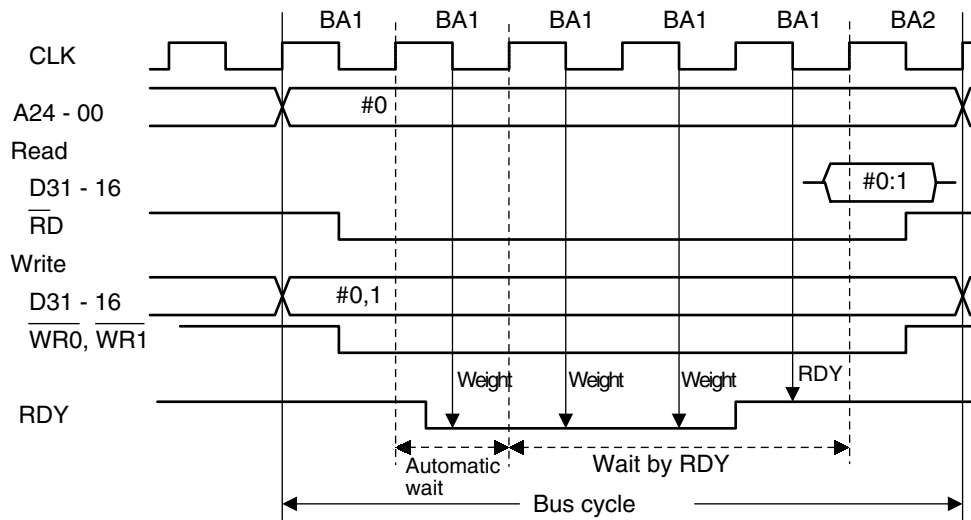 BA1 BA1 BA1 BA1 BA1 BA2
CLK
A24 - 00 #0
Read
D31 - 16 #0:1
RD
Write
D31 - 16 #0,1
WR0, WR1
Weight Weight Weight RDY
RDY
Automatic wait
Wait by RDY
Bus cycle